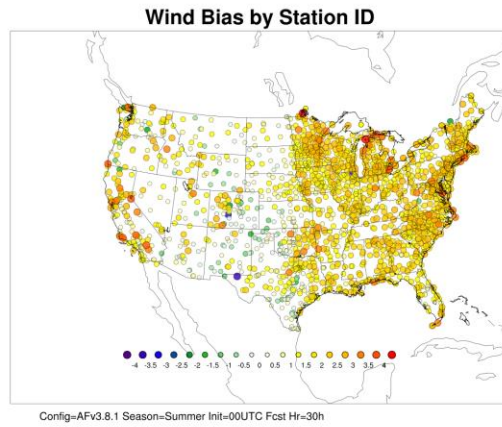 Wind Bias by Station ID
-4 -3.5 -3 -2.5 -2 -1.5 -1 -0.5 0 0.5 1 1.5 2 2.5 3 3.5 4
Config=AFv3.8.1 Season=Summer Init=00UTC Fcst Hr=30h